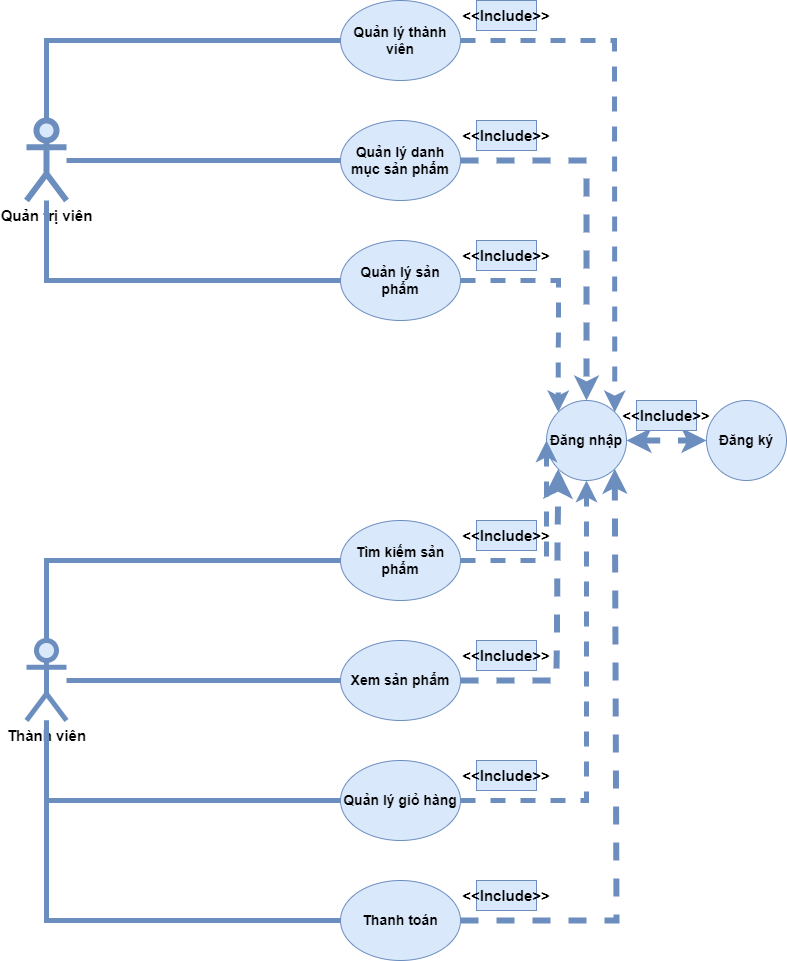 Quản lý thành
viên
<<Include>>
Quản lý danh
mục sản phẩm
<<Include>>
Quản trị viên
Quản lý sản
phẩm
<<Include>>
Đăng nhập
<<Include>>
Đăng ký
Tìm kiếm sản
phẩm
<<Include>>
Xem sản phẩm
<<Include>>
Thành viên
Quản lý giỏ hàng
<<Include>>
Thanh toán
<<Include>>